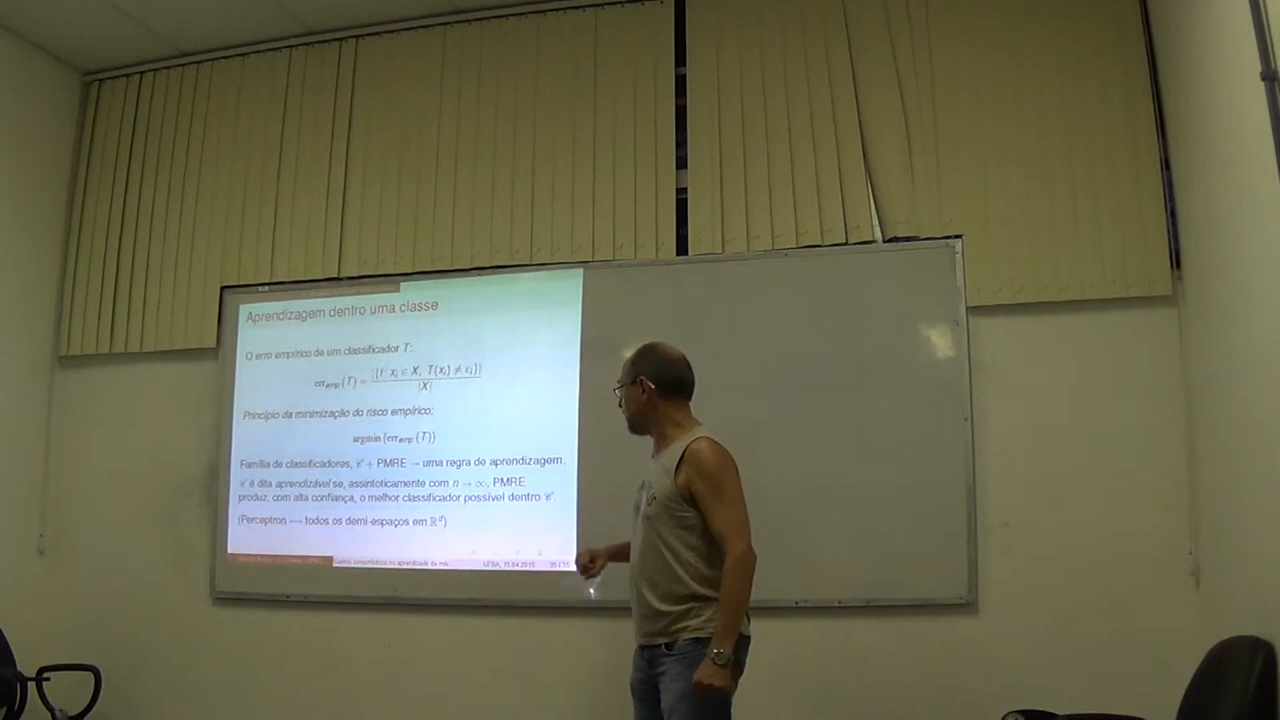 Aprendizagem dentro uma classe
O erro empírico de um classificador T:
err_emp (T) = |{i : x_i ∈ X, T(x_i) ≠ ε_i}| / |X|
Princípio da minimização do risco empírico:
argmin (err_emp (T))
Família de classificadores, 𝒞 + PMRE → uma regra de aprendizagem.
𝒞 é dita aprendizável se, assintoticamente com n → ∞, PMRE
produz, com alta confiança, o melhor classificador possível dentro 𝒞.
(Perceptron ⟷ todos os demi-espaços em ℝ^d)
UFBA, 15.04.2015 35 / 55